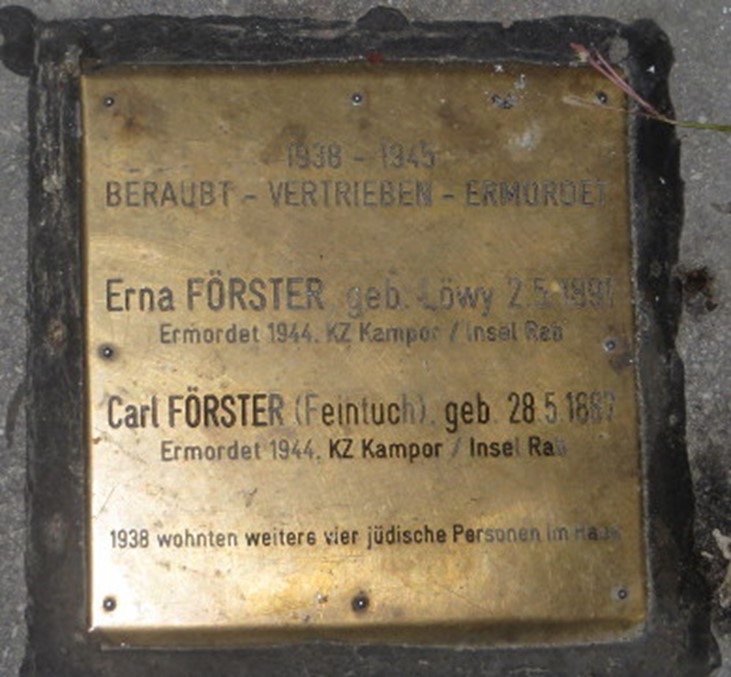 1938 - 1945
BERAUBT - VERTRIEBEN - ERMORDET
Erna FÖRSTER, geb. Löwy 2.5.1891
Ermordet 1944. KZ Kampor / Insel Rab
Carl FÖRSTER (Feintuch), geb. 28.5.1887
Ermordet 1944. KZ Kampor / Insel Rab
1938 wohnten weitere vier jüdische Personen im Haus